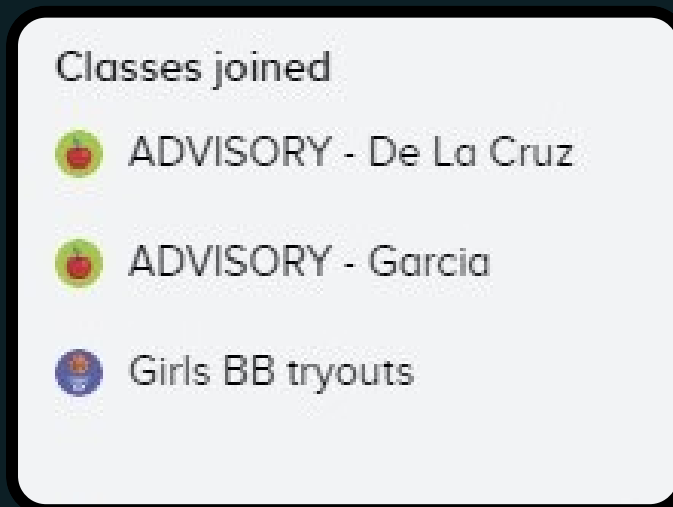 Classes joined
ADVISORY - De La Cruz
ADVISORY - Garcia
Girls BB tryouts